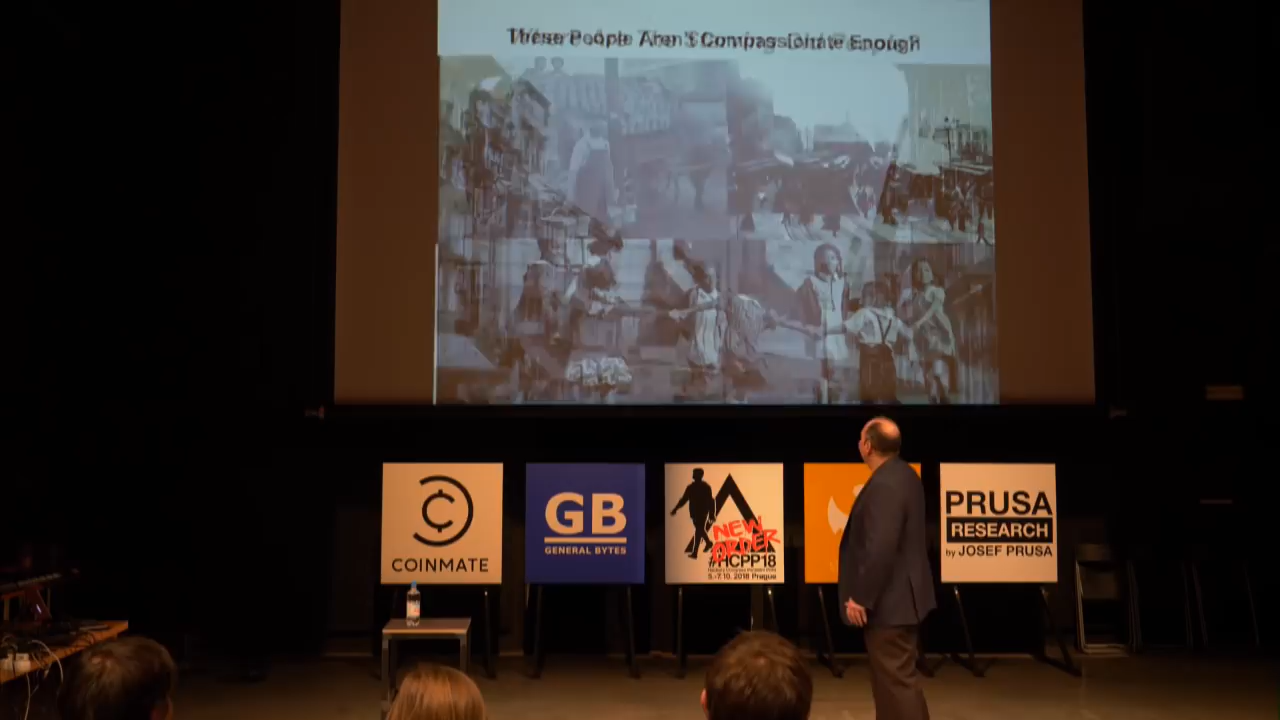 These People Aren't Compassionate Enough
COINMATE
GB
GENERAL BYTES
NEW
ORDER
#HCPP18
5.-7.10. 2018 Prague
PRUSA
RESEARCH
by JOSEF PRUSA